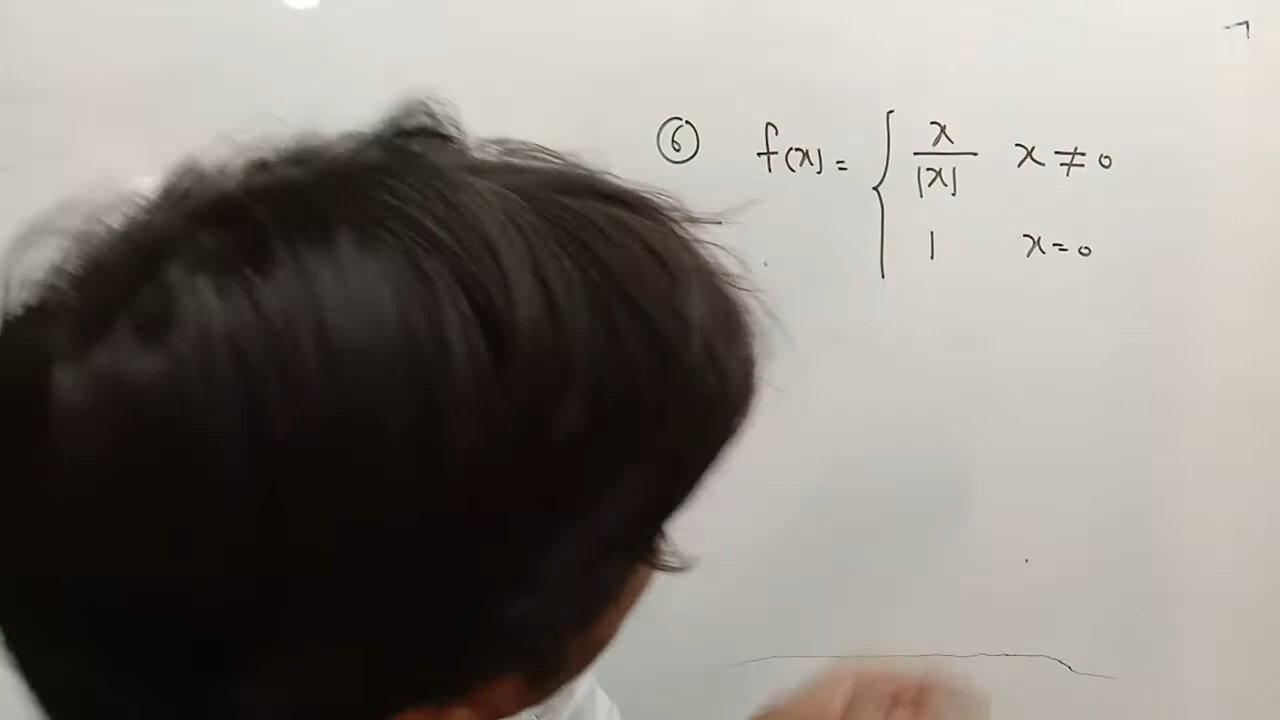 ⑥ f(x) = { x/|x| x ≠ 0
1 x = 0